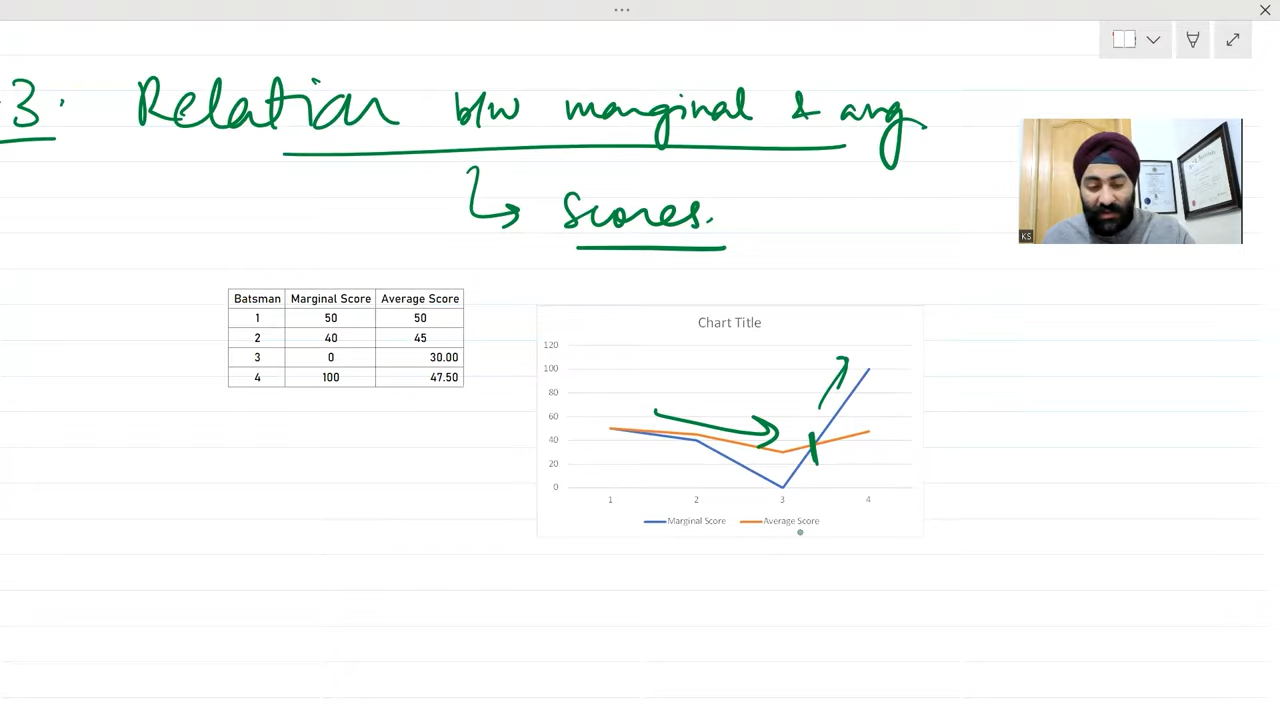 3. Relation b/w marginal & avg
scores.
Batsman Marginal Score Average Score
1 50 50
2 40 45
3 0 30.00
4 100 47.50
Chart Title
120
100
80
60
40
20
0
1 2 3 4
Marginal Score Average Score
KS